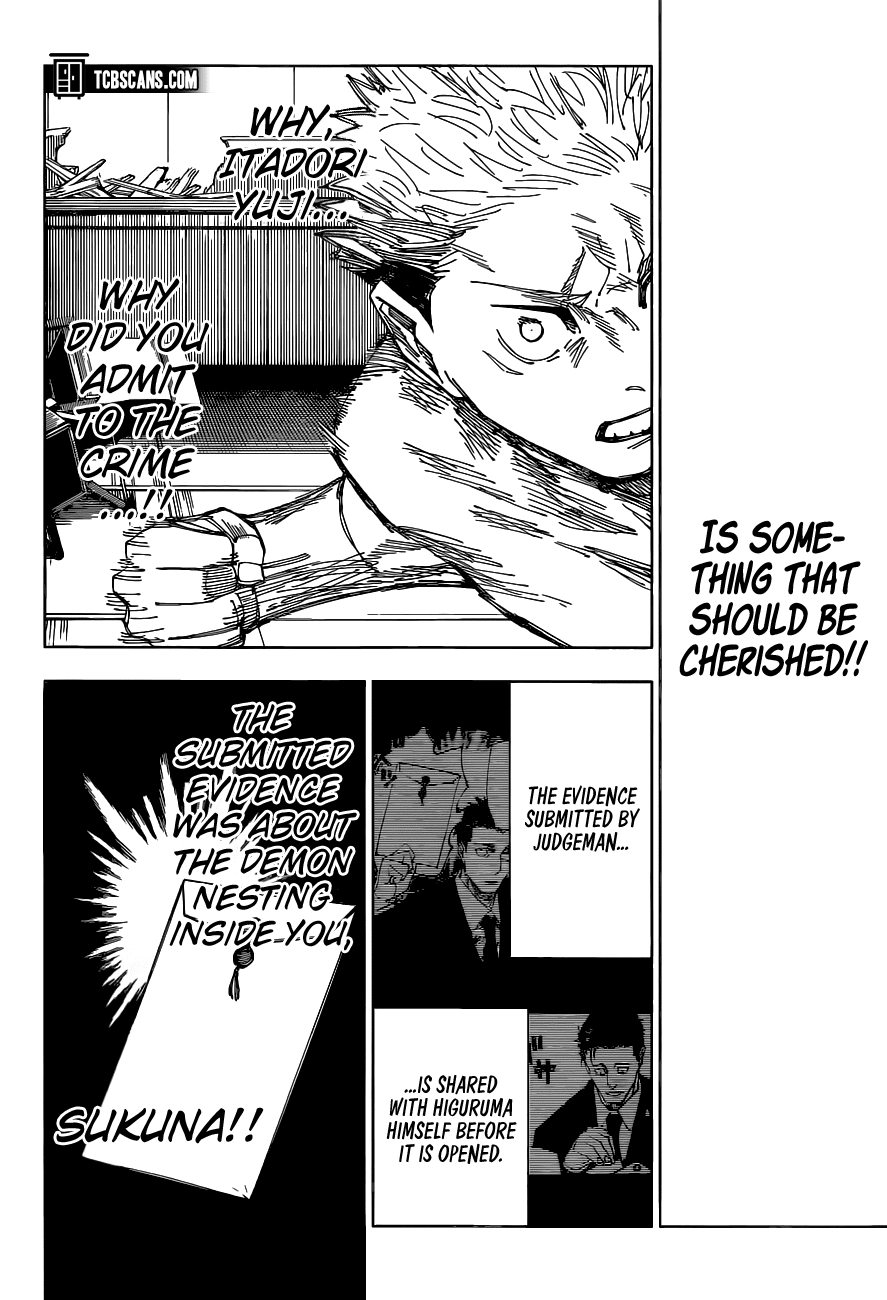 IS SOME-
THING THAT
SHOULD BE
CHERISHED!!
TCBSCANS.COM
WHY,
ITADORI
YUJI...
WHY
DID YOU
ADMIT
TO THE
CRIME
...!!
THE EVIDENCE
SUBMITTED BY
JUDGEMAN...
...IS SHARED
WITH HIGURUMA
HIMSELF BEFORE
IT IS OPENED.
THE
SUBMITTED
EVIDENCE
WAS ABOUT
THE DEMON
NESTING
INSIDE YOU,
SUKUNA!!